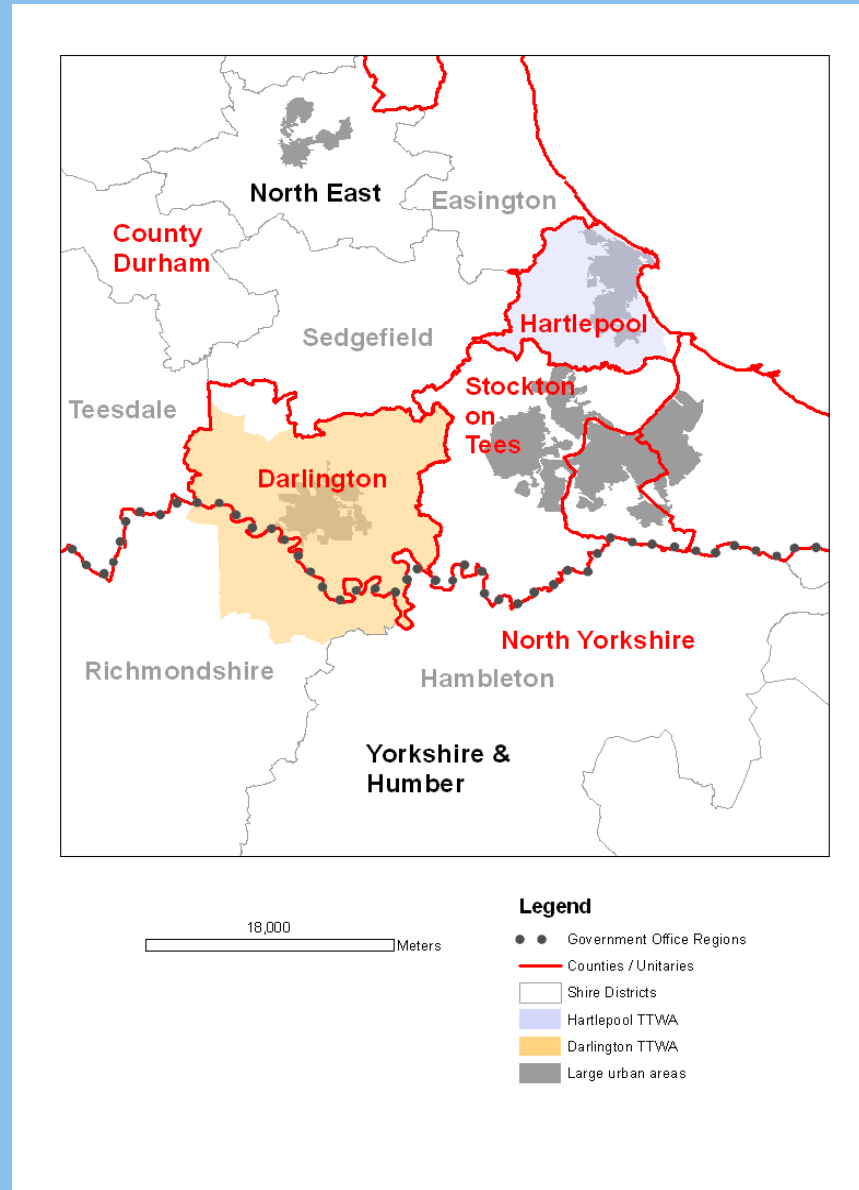 North East
Easington
County
Durham
Hartlepool
Sedgefield
Stockton
on
Tees
Teesdale
Darlington
North Yorkshire
Richmondshire
Hambleton
Yorkshire &
Humber
18,000
Meters
Legend
Government Office Regions
Counties / Unitaries
Shire Districts
Hartlepool TTWA
Darlington TTWA
Large urban areas